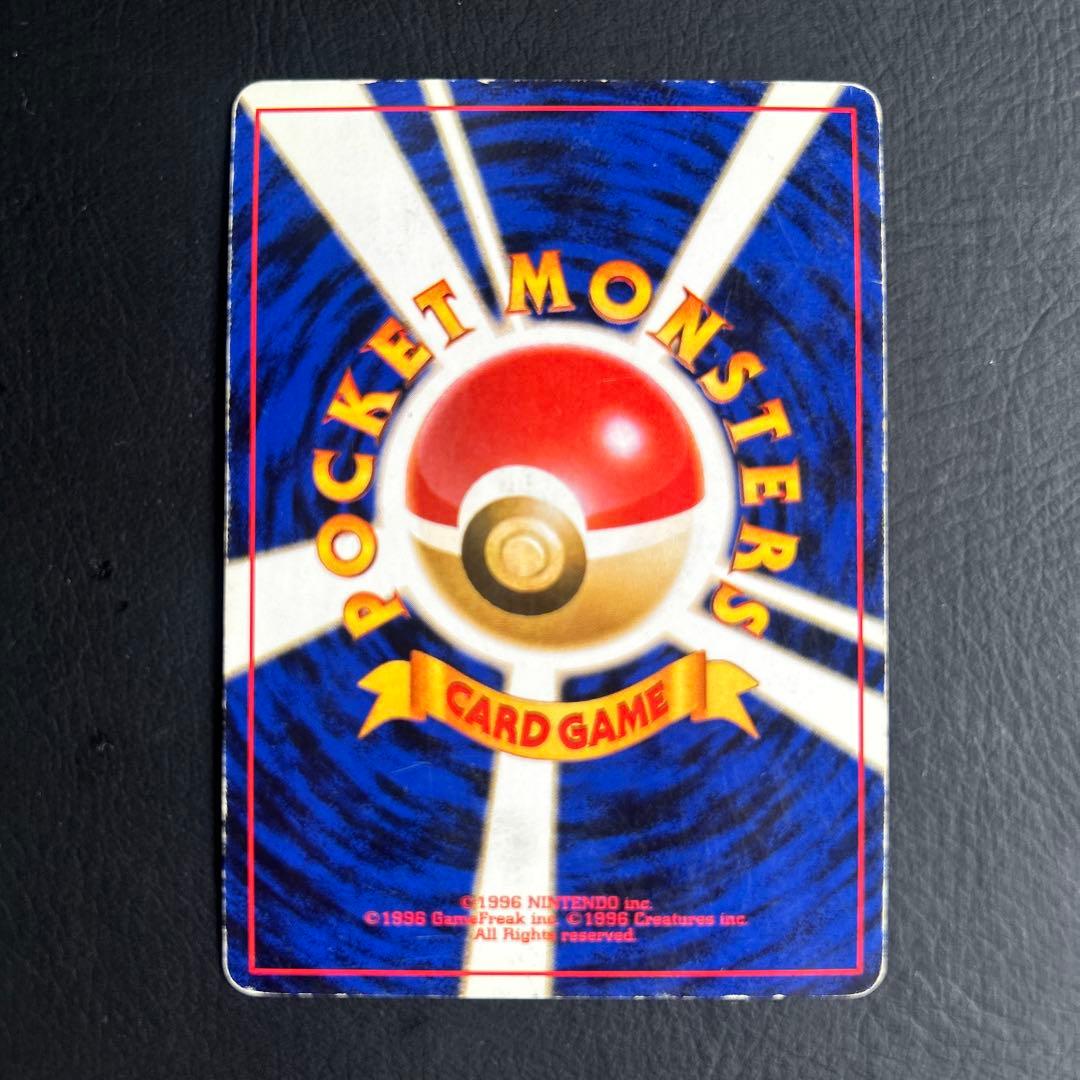 POCKET MONSTERS
CARD GAME
©1996 NINTENDO inc.
©1996 GameFreak inc. ©1996 Creatures inc.
All Rights reserved.